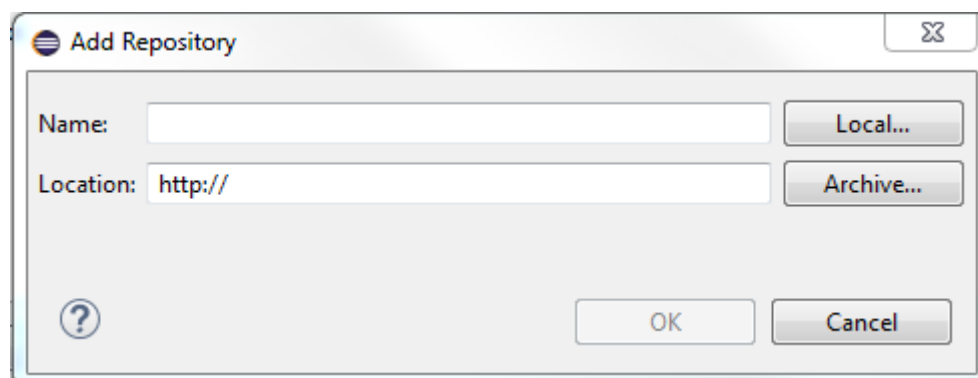 Add Repository
Name: Local...
Location: http:// Archive...
? OK Cancel